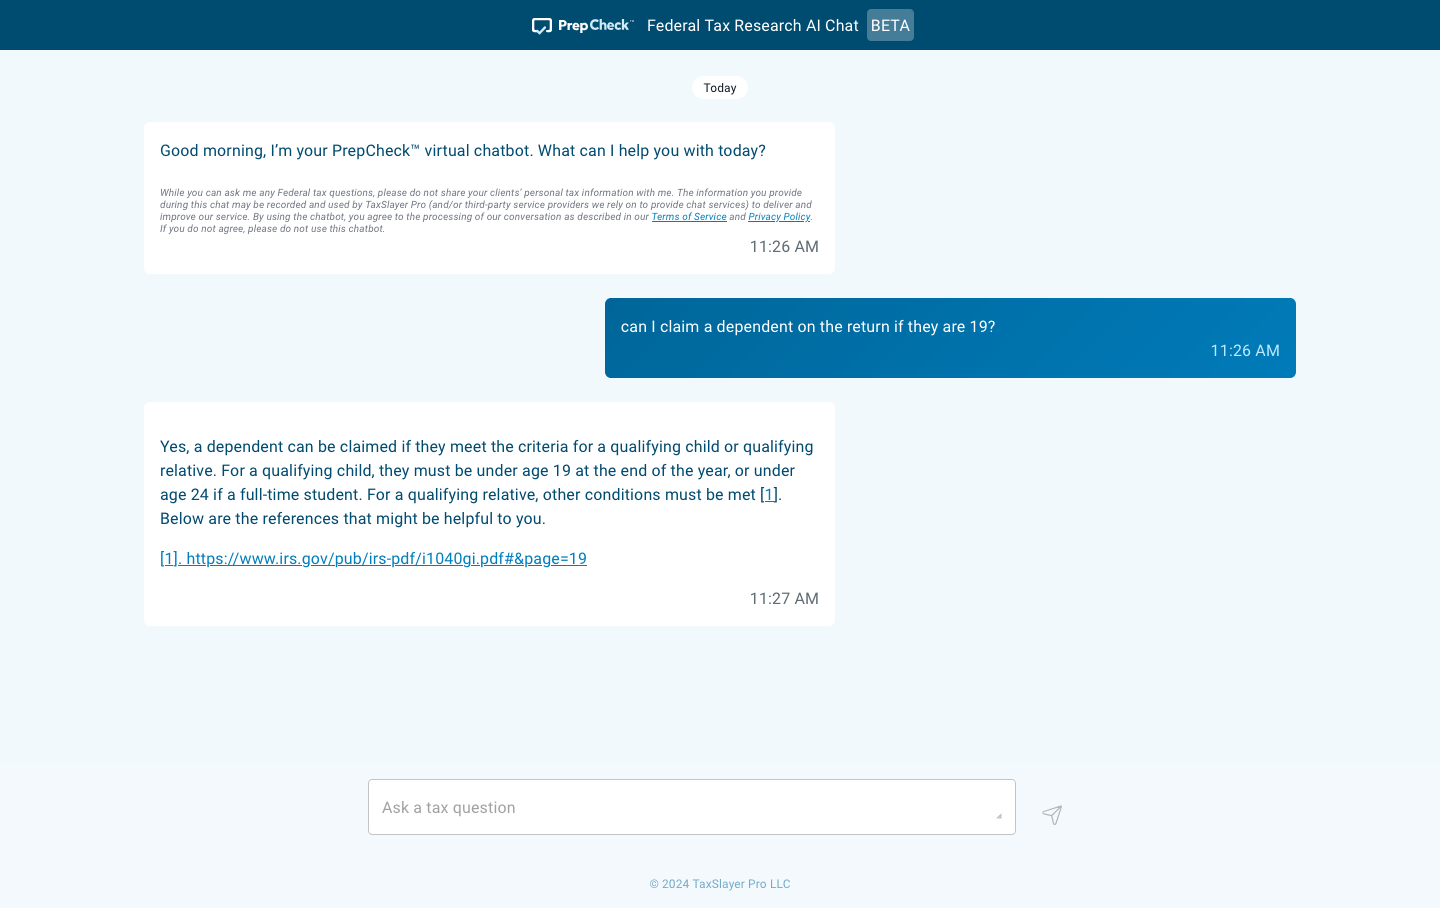 PrepCheck™ Federal Tax Research AI Chat BETA
Today
Good morning, I’m your PrepCheck™ virtual chatbot. What can I help you with today?
While you can ask me any Federal tax questions, please do not share your clients’ personal tax information with me. The information you provide
during this chat may be recorded and used by TaxSlayer Pro (and/or third-party service providers we rely on to provide chat services) to deliver and
improve our service. By using the chatbot, you agree to the processing of our conversation as described in our Terms of Service and Privacy Policy.
If you do not agree, please do not use this chatbot.
11:26 AM
can I claim a dependent on the return if they are 19?
11:26 AM
Yes, a dependent can be claimed if they meet the criteria for a qualifying child or qualifying
relative. For a qualifying child, they must be under age 19 at the end of the year, or under
age 24 if a full-time student. For a qualifying relative, other conditions must be met [1].
Below are the references that might be helpful to you.
[1]. https://www.irs.gov/pub/irs-pdf/i1040gi.pdf#&page=19
11:27 AM
Ask a tax question
© 2024 TaxSlayer Pro LLC